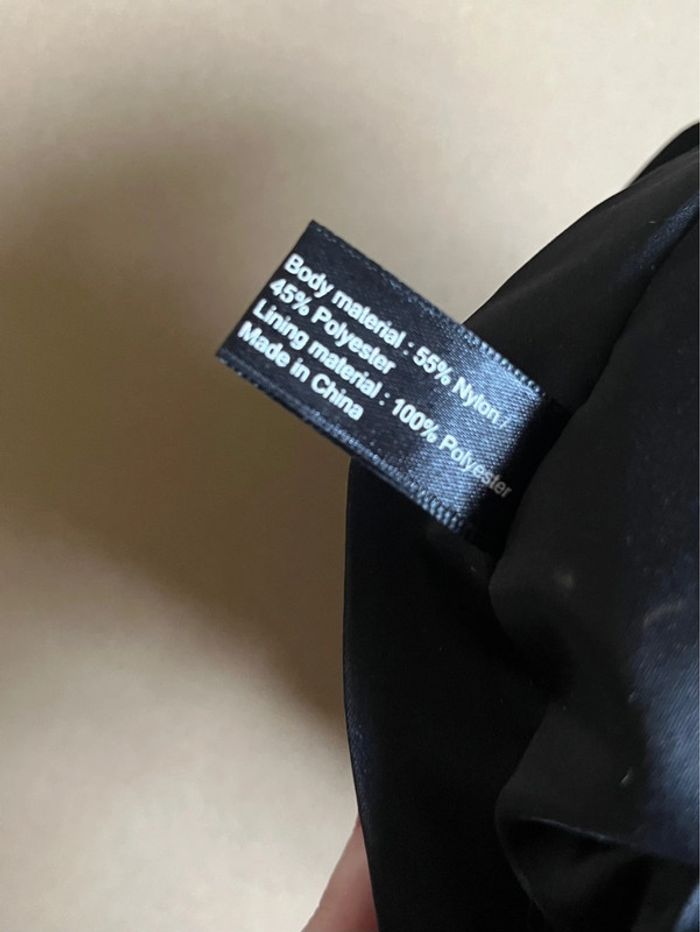 Body material : 55% Nylon /
45% Polyester
Lining material : 100% Polyester
Made in China